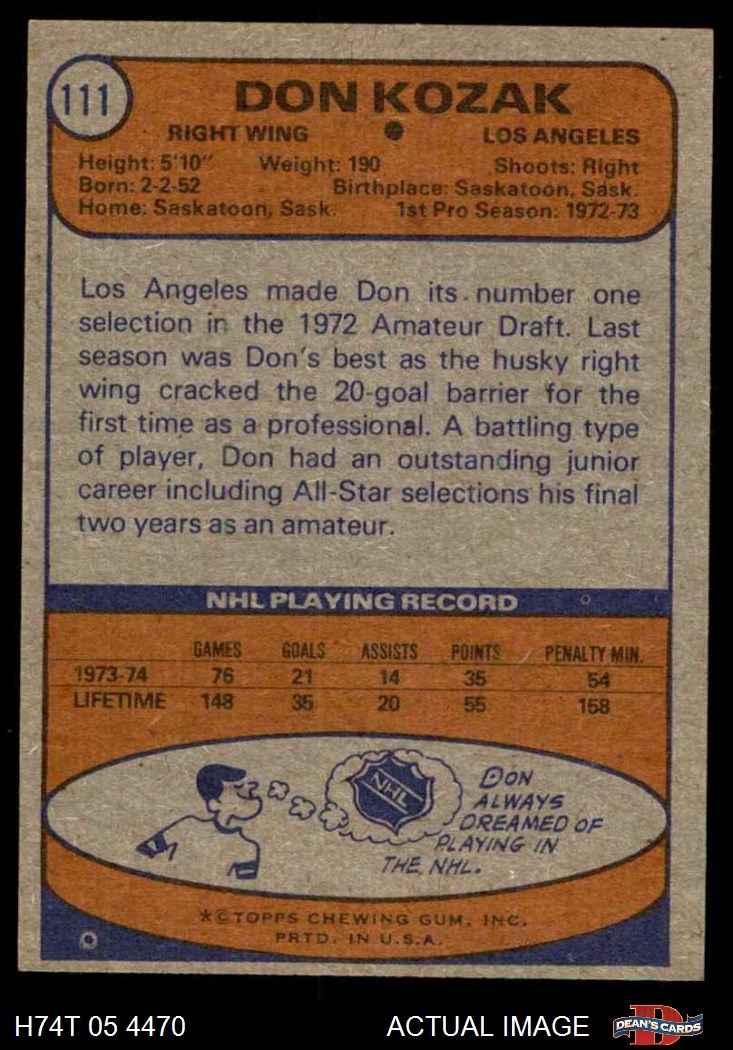 111
DON KOZAK
RIGHT WING • LOS ANGELES
Height: 5'10" Weight: 190 Shoots: Right
Born: 2-2-52 Birthplace: Saskatoon, Sask.
Home: Saskatoon, Sask. 1st Pro Season: 1972-73
Los Angeles made Don its number one
selection in the 1972 Amateur Draft. Last
season was Don's best as the husky right
wing cracked the 20-goal barrier for the
first time as a professional. A battling type
of player, Don had an outstanding junior
career including All-Star selections his final
two years as an amateur.
NHL PLAYING RECORD
GAMES GOALS ASSISTS POINTS PENALTY MIN.
1973-74 76 21 14 35 54
LIFETIME 148 35 20 55 158
NHL
DON
ALWAYS
DREAMED OF
PLAYING IN
THE NHL.
*©TOPPS CHEWING GUM, INC.
PRTD. IN U.S.A.
H74T 05 4470 ACTUAL IMAGE D DEAN'S CARDS